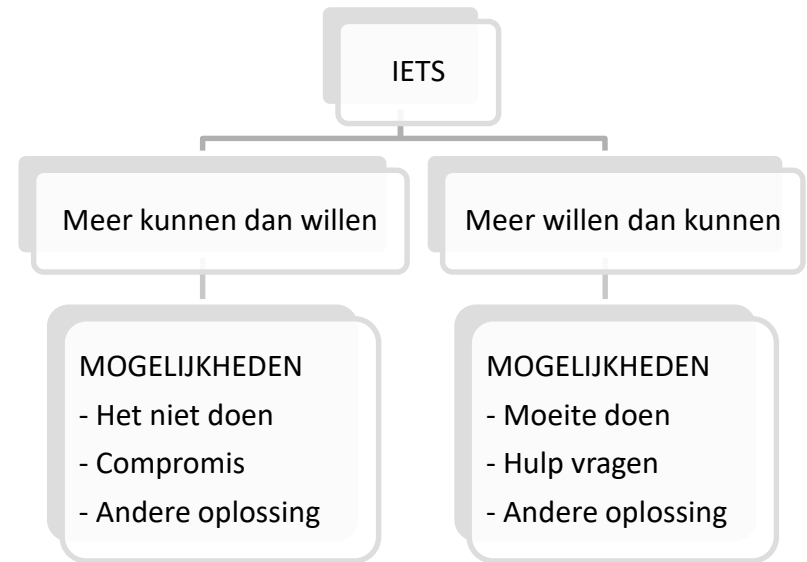 IETS
Meer kunnen dan willen
Meer willen dan kunnen
MOGELIJKHEDEN
- Het niet doen
- Compromis
- Andere oplossing
MOGELIJKHEDEN
- Moeite doen
- Hulp vragen
- Andere oplossing